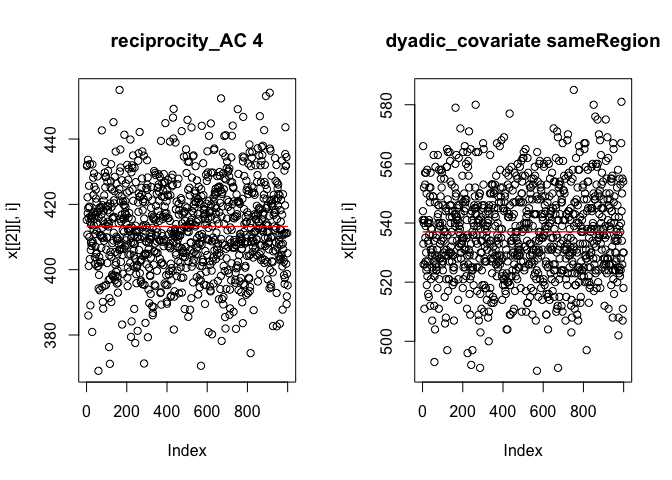 reciprocity_AC 4
x[[2]][, i]
380 400 420 440
0 200 400 600 800
Index
dyadic_covariate sameRegion
x[[2]][, i]
500 520 540 560 580
0 200 400 600 800
Index